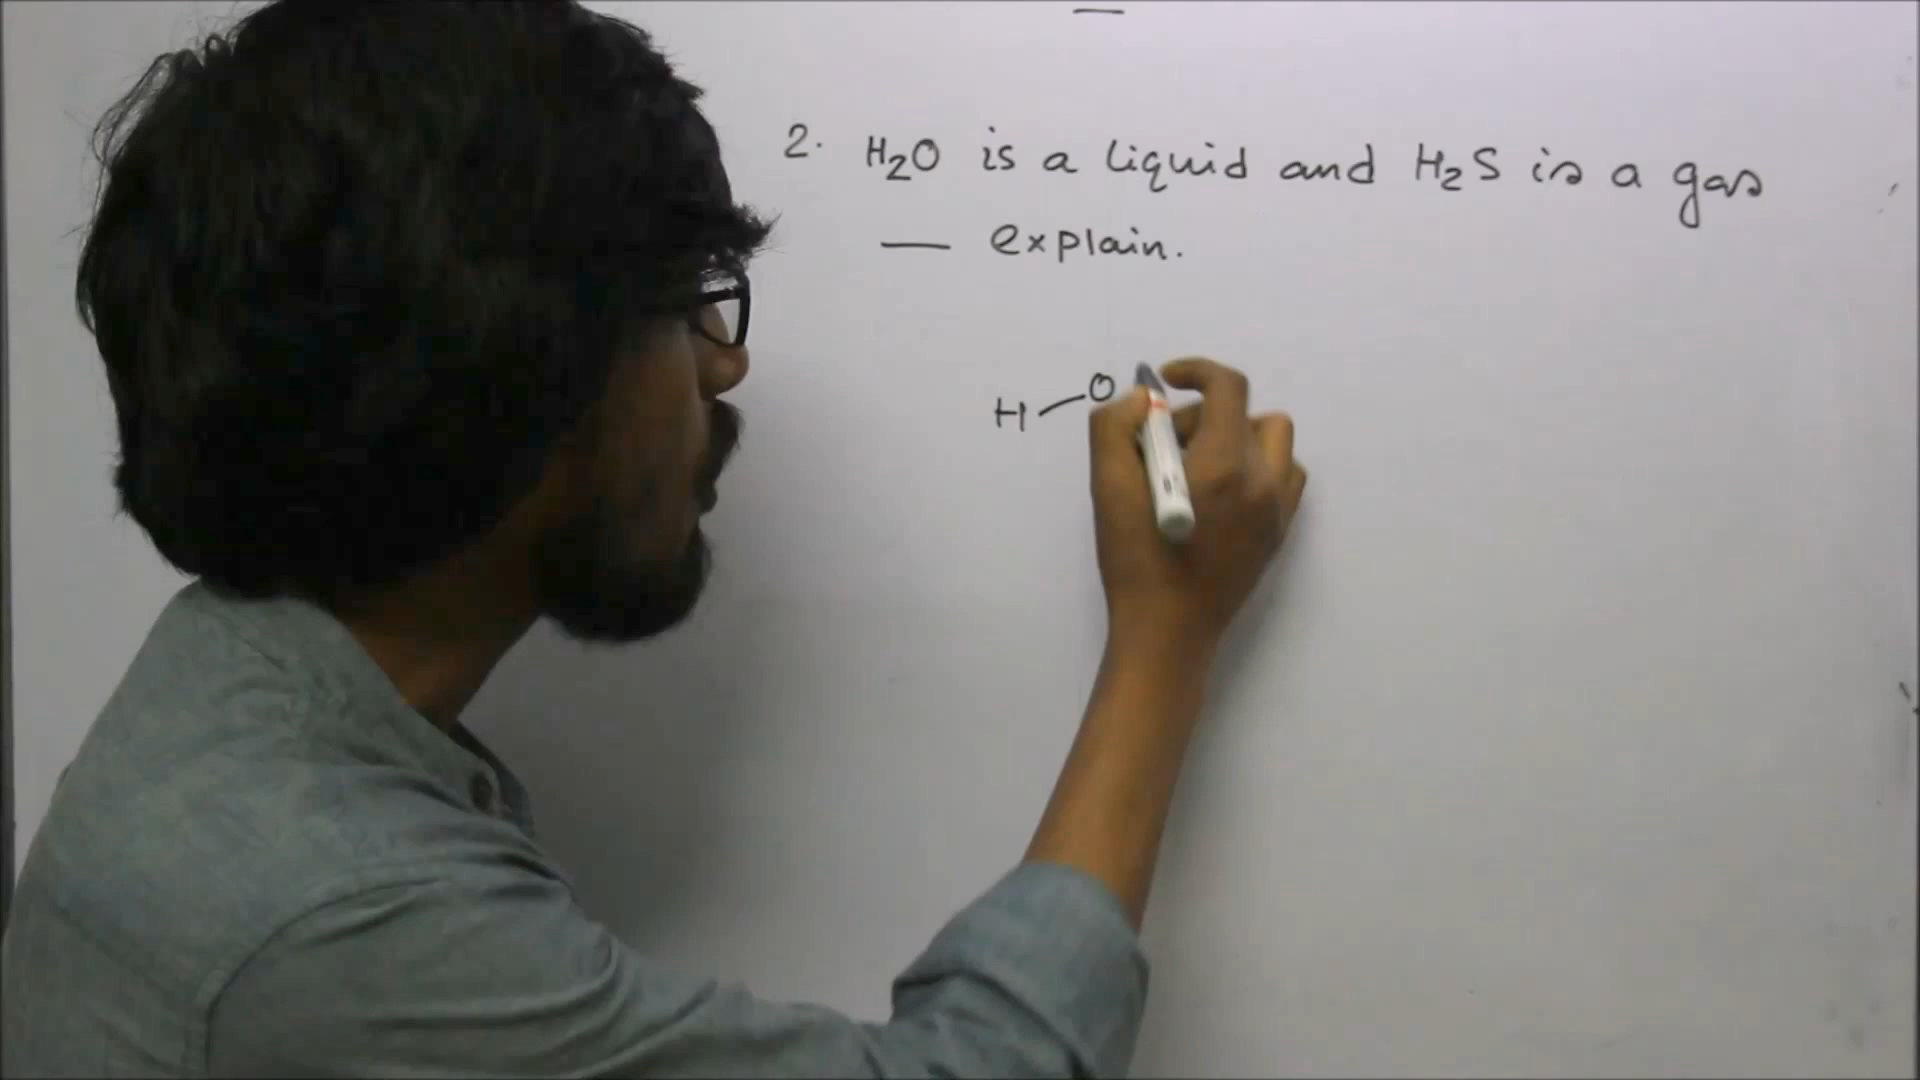 2. H₂O is a liquid and H₂S is a gas
— explain.
H — O